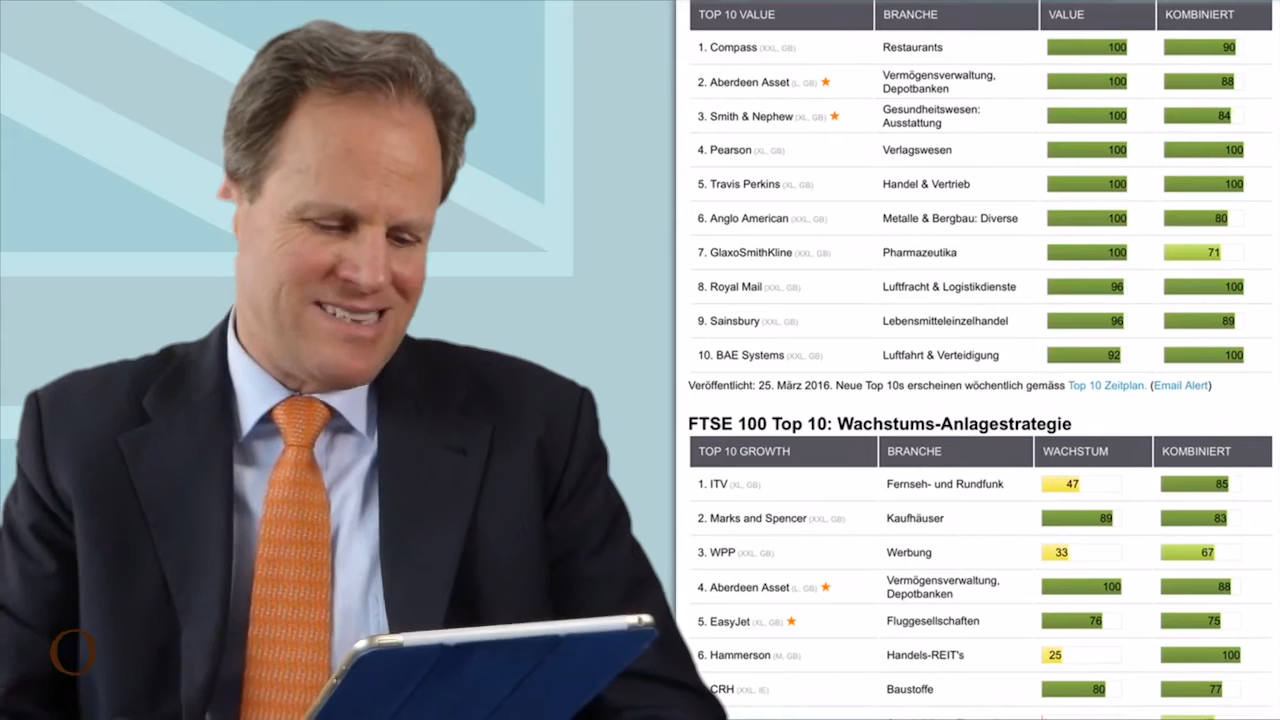 TOP 10 VALUE BRANCHE VALUE KOMBINIERT
1. Compass (XXL, GB) Restaurants 100 90
2. Aberdeen Asset (L, GB) ★ Vermögensverwaltung, Depotbanken 100 88
3. Smith & Nephew (XL, GB) ★ Gesundheitswesen: Ausstattung 100 84
4. Pearson (XL, GB) Verlagswesen 100 100
5. Travis Perkins (XL, GB) Handel & Vertrieb 100 100
6. Anglo American (XXL, GB) Metalle & Bergbau: Diverse 100 80
7. GlaxoSmithKline (XXL, GB) Pharmazeutika 100 71
8. Royal Mail (XXL, GB) Luftfracht & Logistikdienste 96 100
9. Sainsbury (XXL, GB) Lebensmitteleinzelhandel 96 89
10. BAE Systems (XXL, GB) Luftfahrt & Verteidigung 92 100
Veröffentlicht: 25. März 2016. Neue Top 10s erscheinen wöchentlich gemäss Top 10 Zeitplan. (Email Alert)
FTSE 100 Top 10: Wachstums-Anlagestrategie
TOP 10 GROWTH BRANCHE WACHSTUM KOMBINIERT
1. ITV (XL, GB) Fernseh- und Rundfunk 47 85
2. Marks and Spencer (XXL, GB) Kaufhäuser 89 83
3. WPP (XXL, GB) Werbung 33 67
4. Aberdeen Asset (L, GB) ★ Vermögensverwaltung, Depotbanken 100 88
5. EasyJet (XL, GB) ★ Fluggesellschaften 76 75
6. Hammerson (M, GB) Handels-REIT's 25 100
CRH (XXL, IE) Baustoffe 80 77
O